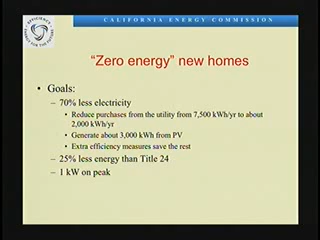 CALIFORNIA ENERGY COMMISSION
"Zero energy" new homes
• Goals:
– 70% less electricity
• Reduce purchases from the utility from 7,500 kWh/yr to about
2,000 kWh/yr
• Generate about 3,000 kWh from PV
• Extra efficiency measures save the rest
– 25% less energy than Title 24
– 1 kW on peak